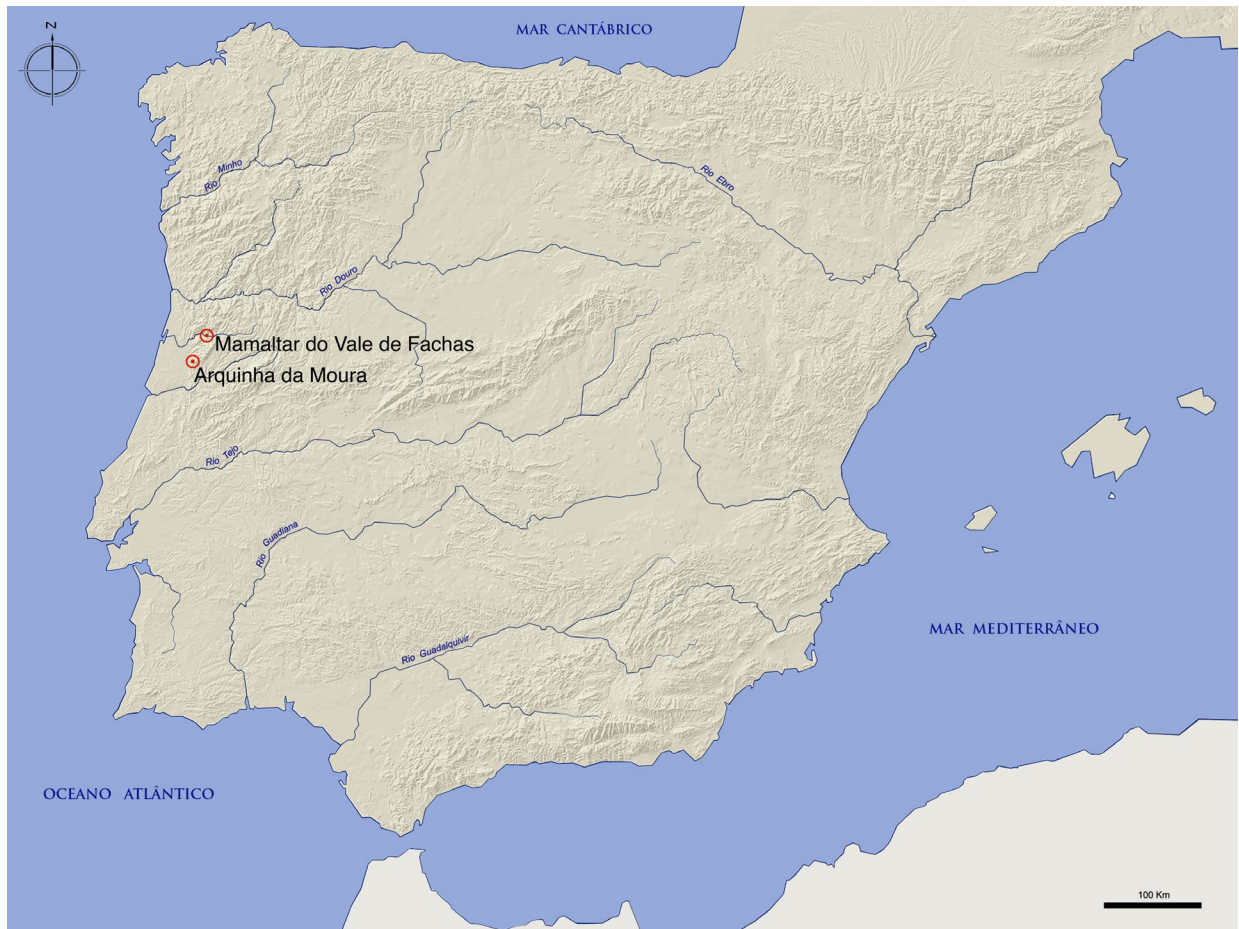 N
MAR CANTÁBRICO
Rio Minho
Rio Ebro
Rio Douro
Mamaltar do Vale de Fachas
Arquinha da Moura
Rio Tejo
Rio Guadiana
MAR MEDITERRÂNEO
Rio Guadalquivir
OCEANO ATLÂNTICO
100 Km